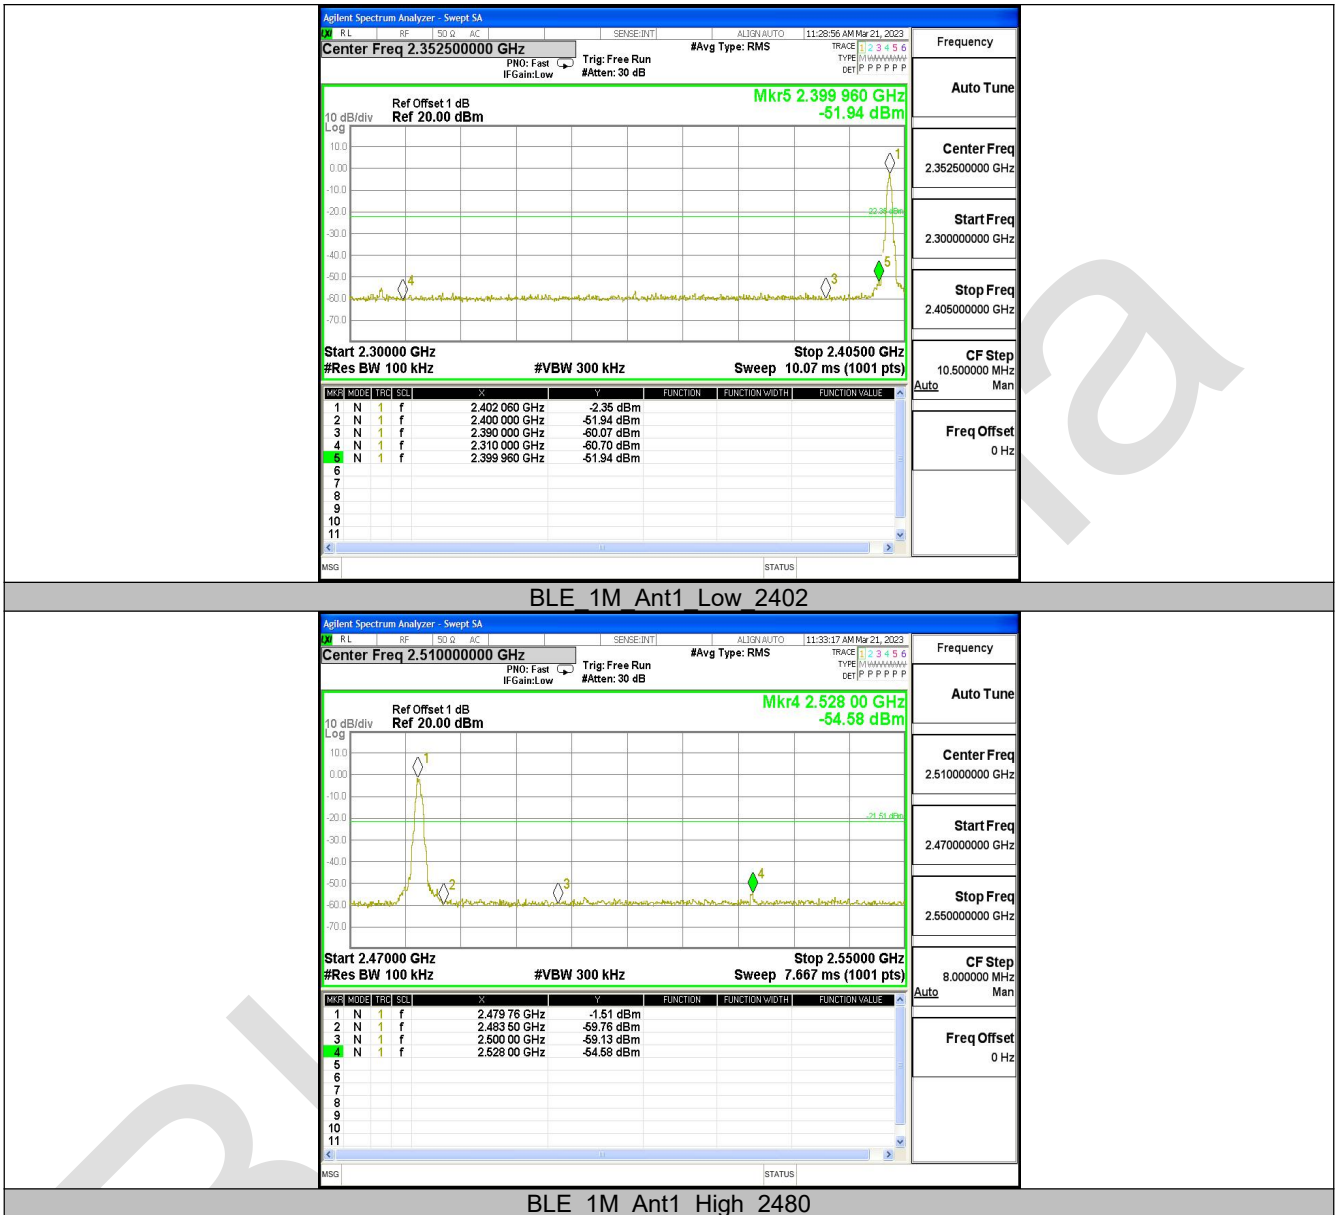 Agilent Spectrum Analyzer - Swept SA
LXI RL RF 50 Ω AC SENSE:INT ALIGN AUTO 11:28:56 AM Mar 21, 2023
Center Freq 2.352500000 GHz
PNO: Fast
IFGain:Low
Trig: Free Run
#Atten: 30 dB
#Avg Type: RMS
TRACE 1 2 3 4 5 6
TYPE M WWWWW
DET P P P P P P
Frequency
Auto Tune
Mkr5 2.399 960 GHz
-51.94 dBm
Ref Offset 1 dB
10 dB/div Ref 20.00 dBm
Log
10.0
0.00
-10.0
-20.0
-30.0
-40.0
-50.0
-60.0
-70.0
1
5
3
4
Center Freq
2.352500000 GHz
Start Freq
2.300000000 GHz
Stop Freq
2.405000000 GHz
CF Step
10.500000 MHz
Auto Man
Freq Offset
0 Hz
Start 2.30000 GHz Stop 2.40500 GHz
#Res BW 100 kHz #VBW 300 kHz Sweep 10.07 ms (1001 pts)
MKR MODE TRC SCL X Y FUNCTION FUNCTION WIDTH FUNCTION VALUE
1 N 1 f 2.402 060 GHz -2.35 dBm
2 N 1 f 2.400 000 GHz -51.94 dBm
3 N 1 f 2.390 000 GHz -60.07 dBm
4 N 1 f 2.310 000 GHz -60.70 dBm
5 N 1 f 2.399 960 GHz -51.94 dBm
6
7
8
9
10
11
MSG STATUS
BLE_1M_Ant1_Low_2402
Agilent Spectrum Analyzer - Swept SA
LXI RL RF 50 Ω AC SENSE:INT ALIGN AUTO 11:33:17 AM Mar 21, 2023
Center Freq 2.510000000 GHz
PNO: Fast
IFGain:Low
Trig: Free Run
#Atten: 30 dB
#Avg Type: RMS
TRACE 1 2 3 4 5 6
TYPE M WWWWW
DET P P P P P P
Frequency
Auto Tune
Mkr4 2.528 00 GHz
-54.58 dBm
Ref Offset 1 dB
10 dB/div Ref 20.00 dBm
Log
10.0
0.00
-10.0
-20.0
-30.0
-40.0
-50.0
-60.0
-70.0
1
-21.51 dBm
2
3
4
Center Freq
2.510000000 GHz
Start Freq
2.470000000 GHz
Stop Freq
2.550000000 GHz
CF Step
8.000000 MHz
Auto Man
Freq Offset
0 Hz
Start 2.47000 GHz Stop 2.55000 GHz
#Res BW 100 kHz #VBW 300 kHz Sweep 7.667 ms (1001 pts)
MKR MODE TRC SCL X Y FUNCTION FUNCTION WIDTH FUNCTION VALUE
1 N 1 f 2.479 76 GHz -1.51 dBm
2 N 1 f 2.483 50 GHz -59.76 dBm
3 N 1 f 2.500 00 GHz -59.13 dBm
4 N 1 f 2.528 00 GHz -54.58 dBm
5
6
7
8
9
10
11
MSG STATUS
BLE_1M_Ant1_High_2480